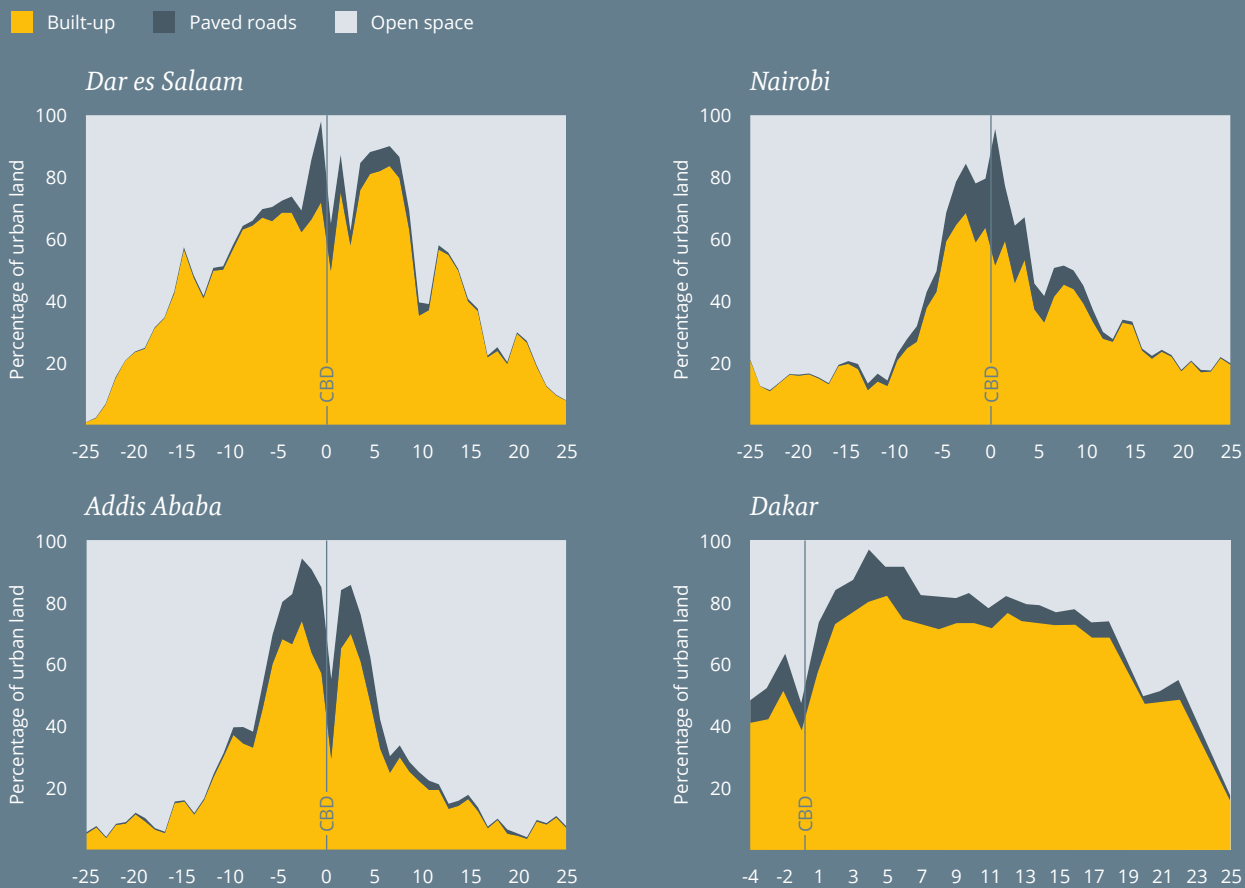 Built-up Paved roads Open space
Dar es Salaam
Percentage of urban land
100
80
60
40
20
CBD
-25 -20 -15 -10 -5 0 5 10 15 20 25
Nairobi
Percentage of urban land
100
80
60
40
20
CBD
-25 -20 -15 -10 -5 0 5 10 15 20 25
Addis Ababa
Percentage of urban land
100
80
60
40
20
CBD
-25 -20 -15 -10 -5 0 5 10 15 20 25
Dakar
Percentage of urban land
100
80
60
40
20
CBD
-4 -2 1 3 5 7 9 11 13 15 17 19 21 23 25